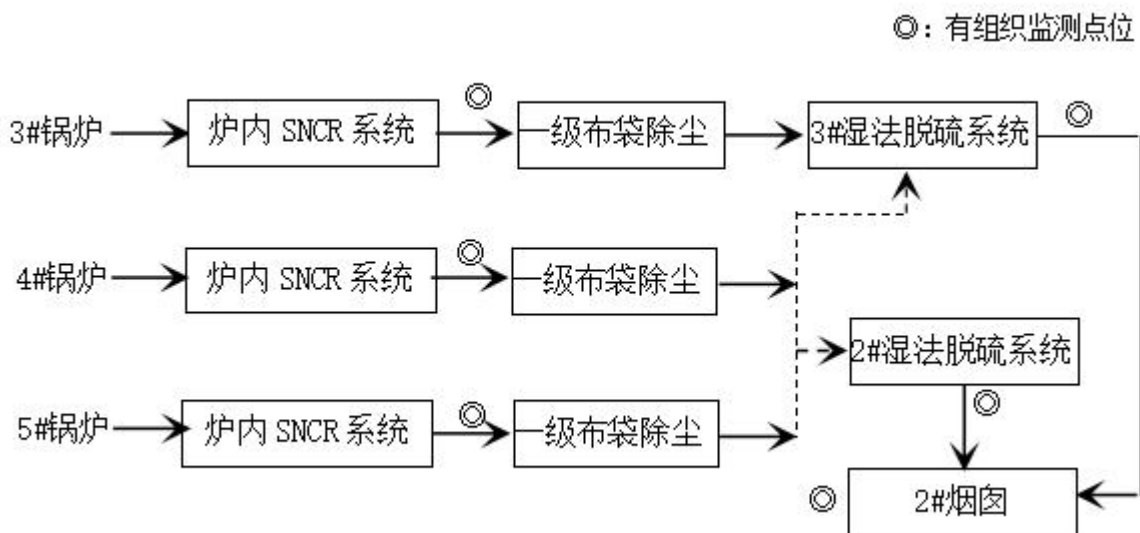 ◎：有组织监测点位
3#锅炉
炉内 SNCR 系统
一级布袋除尘
3#湿法脱硫系统
4#锅炉
炉内 SNCR 系统
一级布袋除尘
2#湿法脱硫系统
5#锅炉
炉内 SNCR 系统
一级布袋除尘
2#烟囱